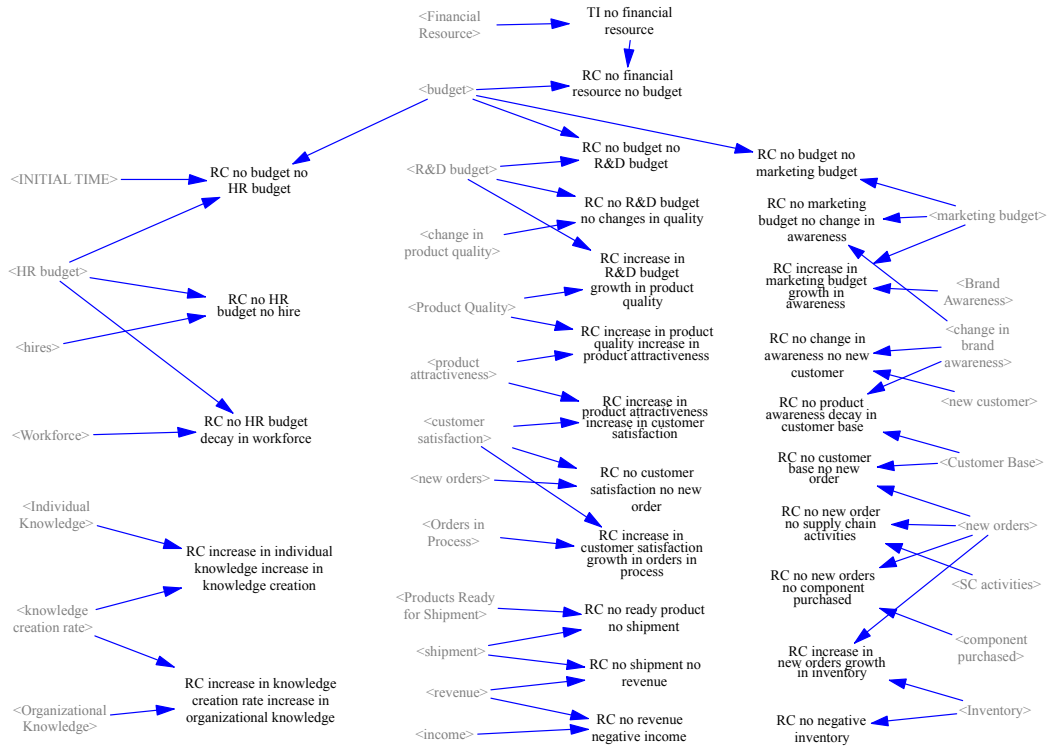 <Financial
Resource>
TI no financial
resource
<budget>
RC no financial
resource no budget
<INITIAL TIME>
RC no budget no
HR budget
<HR budget>
RC no HR
budget no hire
<hires>
<Workforce>
RC no HR budget
decay in workforce
<Individual
Knowledge>
RC increase in individual
knowledge increase in
knowledge creation
<knowledge
creation rate>
RC increase in knowledge
creation rate increase in
organizational knowledge
<Organizational
Knowledge>
<R&D budget>
RC no budget no
R&D budget
RC no R&D budget
no changes in quality
<change in
product quality>
RC increase in
R&D budget
growth in product
quality
<Product Quality>
RC increase in product
quality increase in
product attractiveness
<product
attractiveness>
RC increase in
product attractiveness
increase in customer satisfaction
<customer
satisfaction>
<new orders>
RC no customer
satisfaction no new
order
<Orders in
Process>
RC increase in
customer satisfaction
growth in orders in
process
<Products Ready
for Shipment>
RC no ready product
no shipment
<shipment>
RC no shipment no
revenue
<revenue>
RC no revenue
negative income
<income>
RC no budget no
marketing budget
<marketing budget>
RC no marketing
budget no change in
awareness
RC increase in
marketing budget
growth in
awareness
<Brand
Awareness>
<change in
brand
awareness>
RC no change in
awareness no new
customer
<new customer>
RC no product
awareness decay in
customer base
<Customer Base>
RC no customer
base no new
order
<new orders>
RC no new order
no supply chain
activities
<SC activities>
RC no new orders
no component
purchased
<component
purchased>
RC increase in
new orders growth
in inventory
<Inventory>
RC no negative
inventory